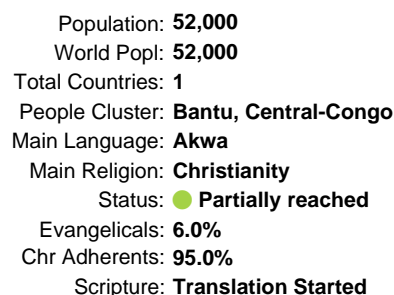 Population: 52,000
World Popl: 52,000
Total Countries: 1
People Cluster: Bantu, Central-Congo
Main Language: Akwa
Main Religion: Christianity
Status: Partially reached
Evangelicals: 6.0%
Chr Adherents: 95.0%
Scripture: Translation Started